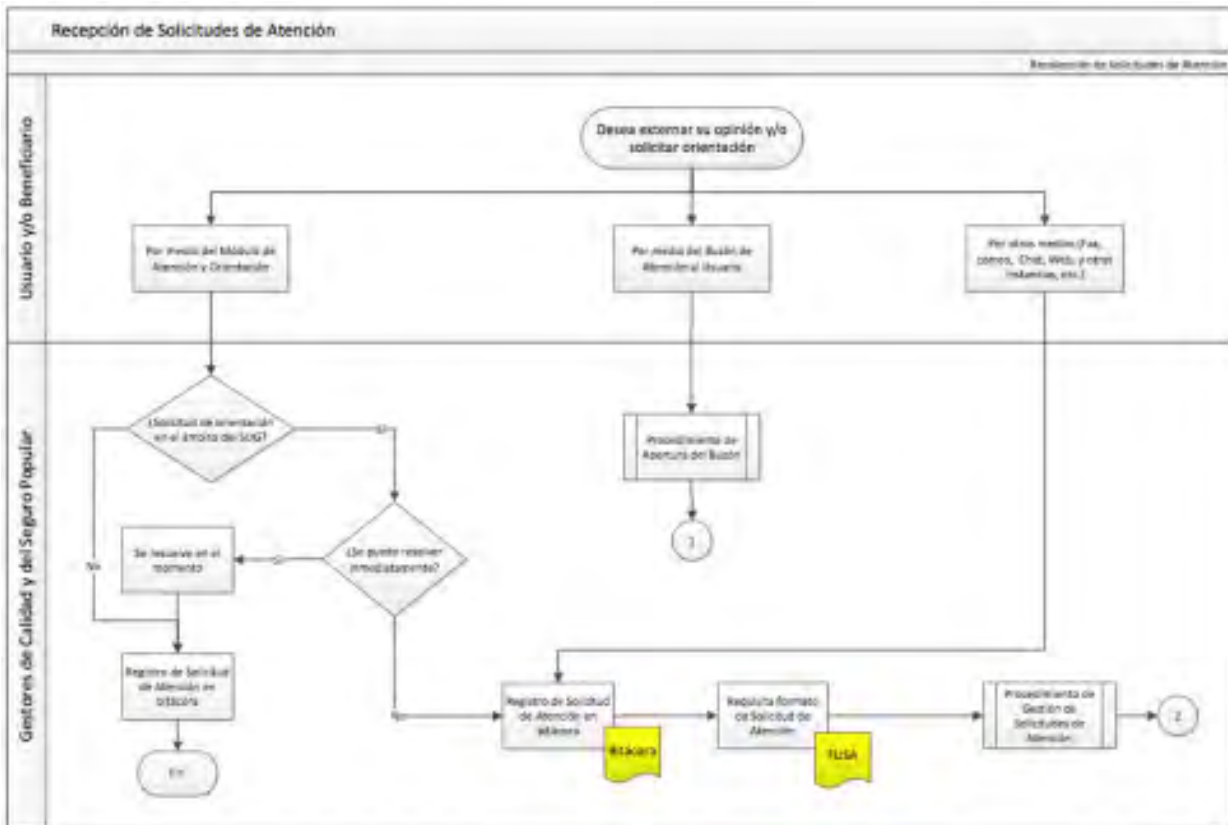 Recepción de Solicitudes de Atención
Recolección de Solicitudes de Atención
Usuario y/o Beneficiario
Desea externar su opinión y/o
solicitar orientación
Por medio del Módulo de
Atención y Orientación
Por medio del Buzón de
Atención al Usuario
Por otros medios (Fax,
correo, Chat, Web, y otras
instancias, etc.)
Gestores de Calidad y del Seguro Popular
¿Solicitud de orientación
en el ámbito del
Procedimiento de
Apertura del Buzón
1
¿Se puede resolver
inmediatamente?
Se resuelve en el
momento
No
Registro de Solicitud
de Atención en
bitácora
Fin
Registro de Solicitud
de Atención en
bitácora
Bitácora
Requisita formato
de Solicitud de
Atención
Procedimiento de
Gestión de
Solicitudes de
Atención
2